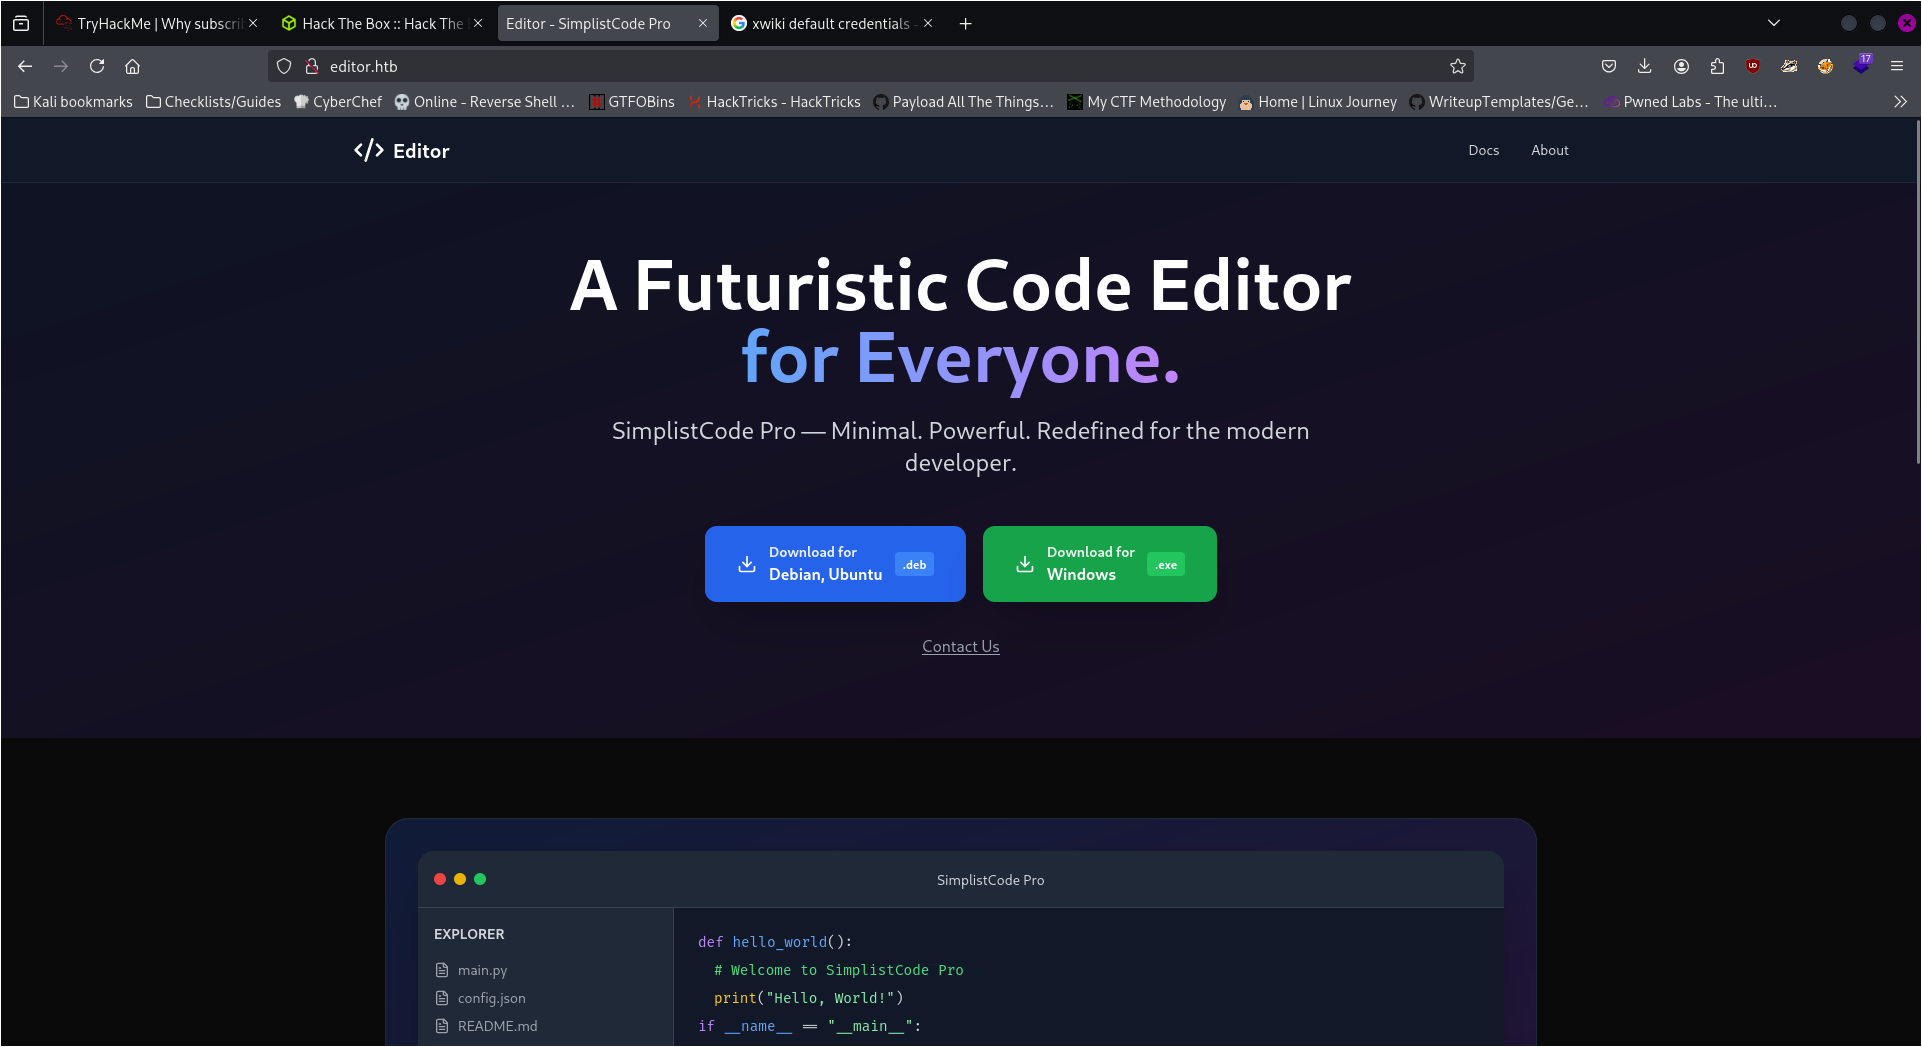 TryHackMe | Why subscri
Hack The Box :: Hack The
Editor - SimplistCode Pro
xwiki default credentials -
editor.htb
17
Kali bookmarks
Checklists/Guides
CyberChef
Online - Reverse Shell …
GTFOBins
HackTricks - HackTricks
Payload All The Things…
My CTF Methodology
Home | Linux Journey
WriteupTemplates/Ge…
Pwned Labs - The ulti…
</> Editor
Docs
About
A Futuristic Code Editor
for Everyone.
SimplistCode Pro — Minimal. Powerful. Redefined for the modern
developer.
Download for
Debian, Ubuntu
.deb
Download for
Windows
.exe
Contact Us
SimplistCode Pro
EXPLORER
main.py
config.json
README.md
def hello_world():
# Welcome to SimplistCode Pro
print("Hello, World!")
if __name__ == "__main__":